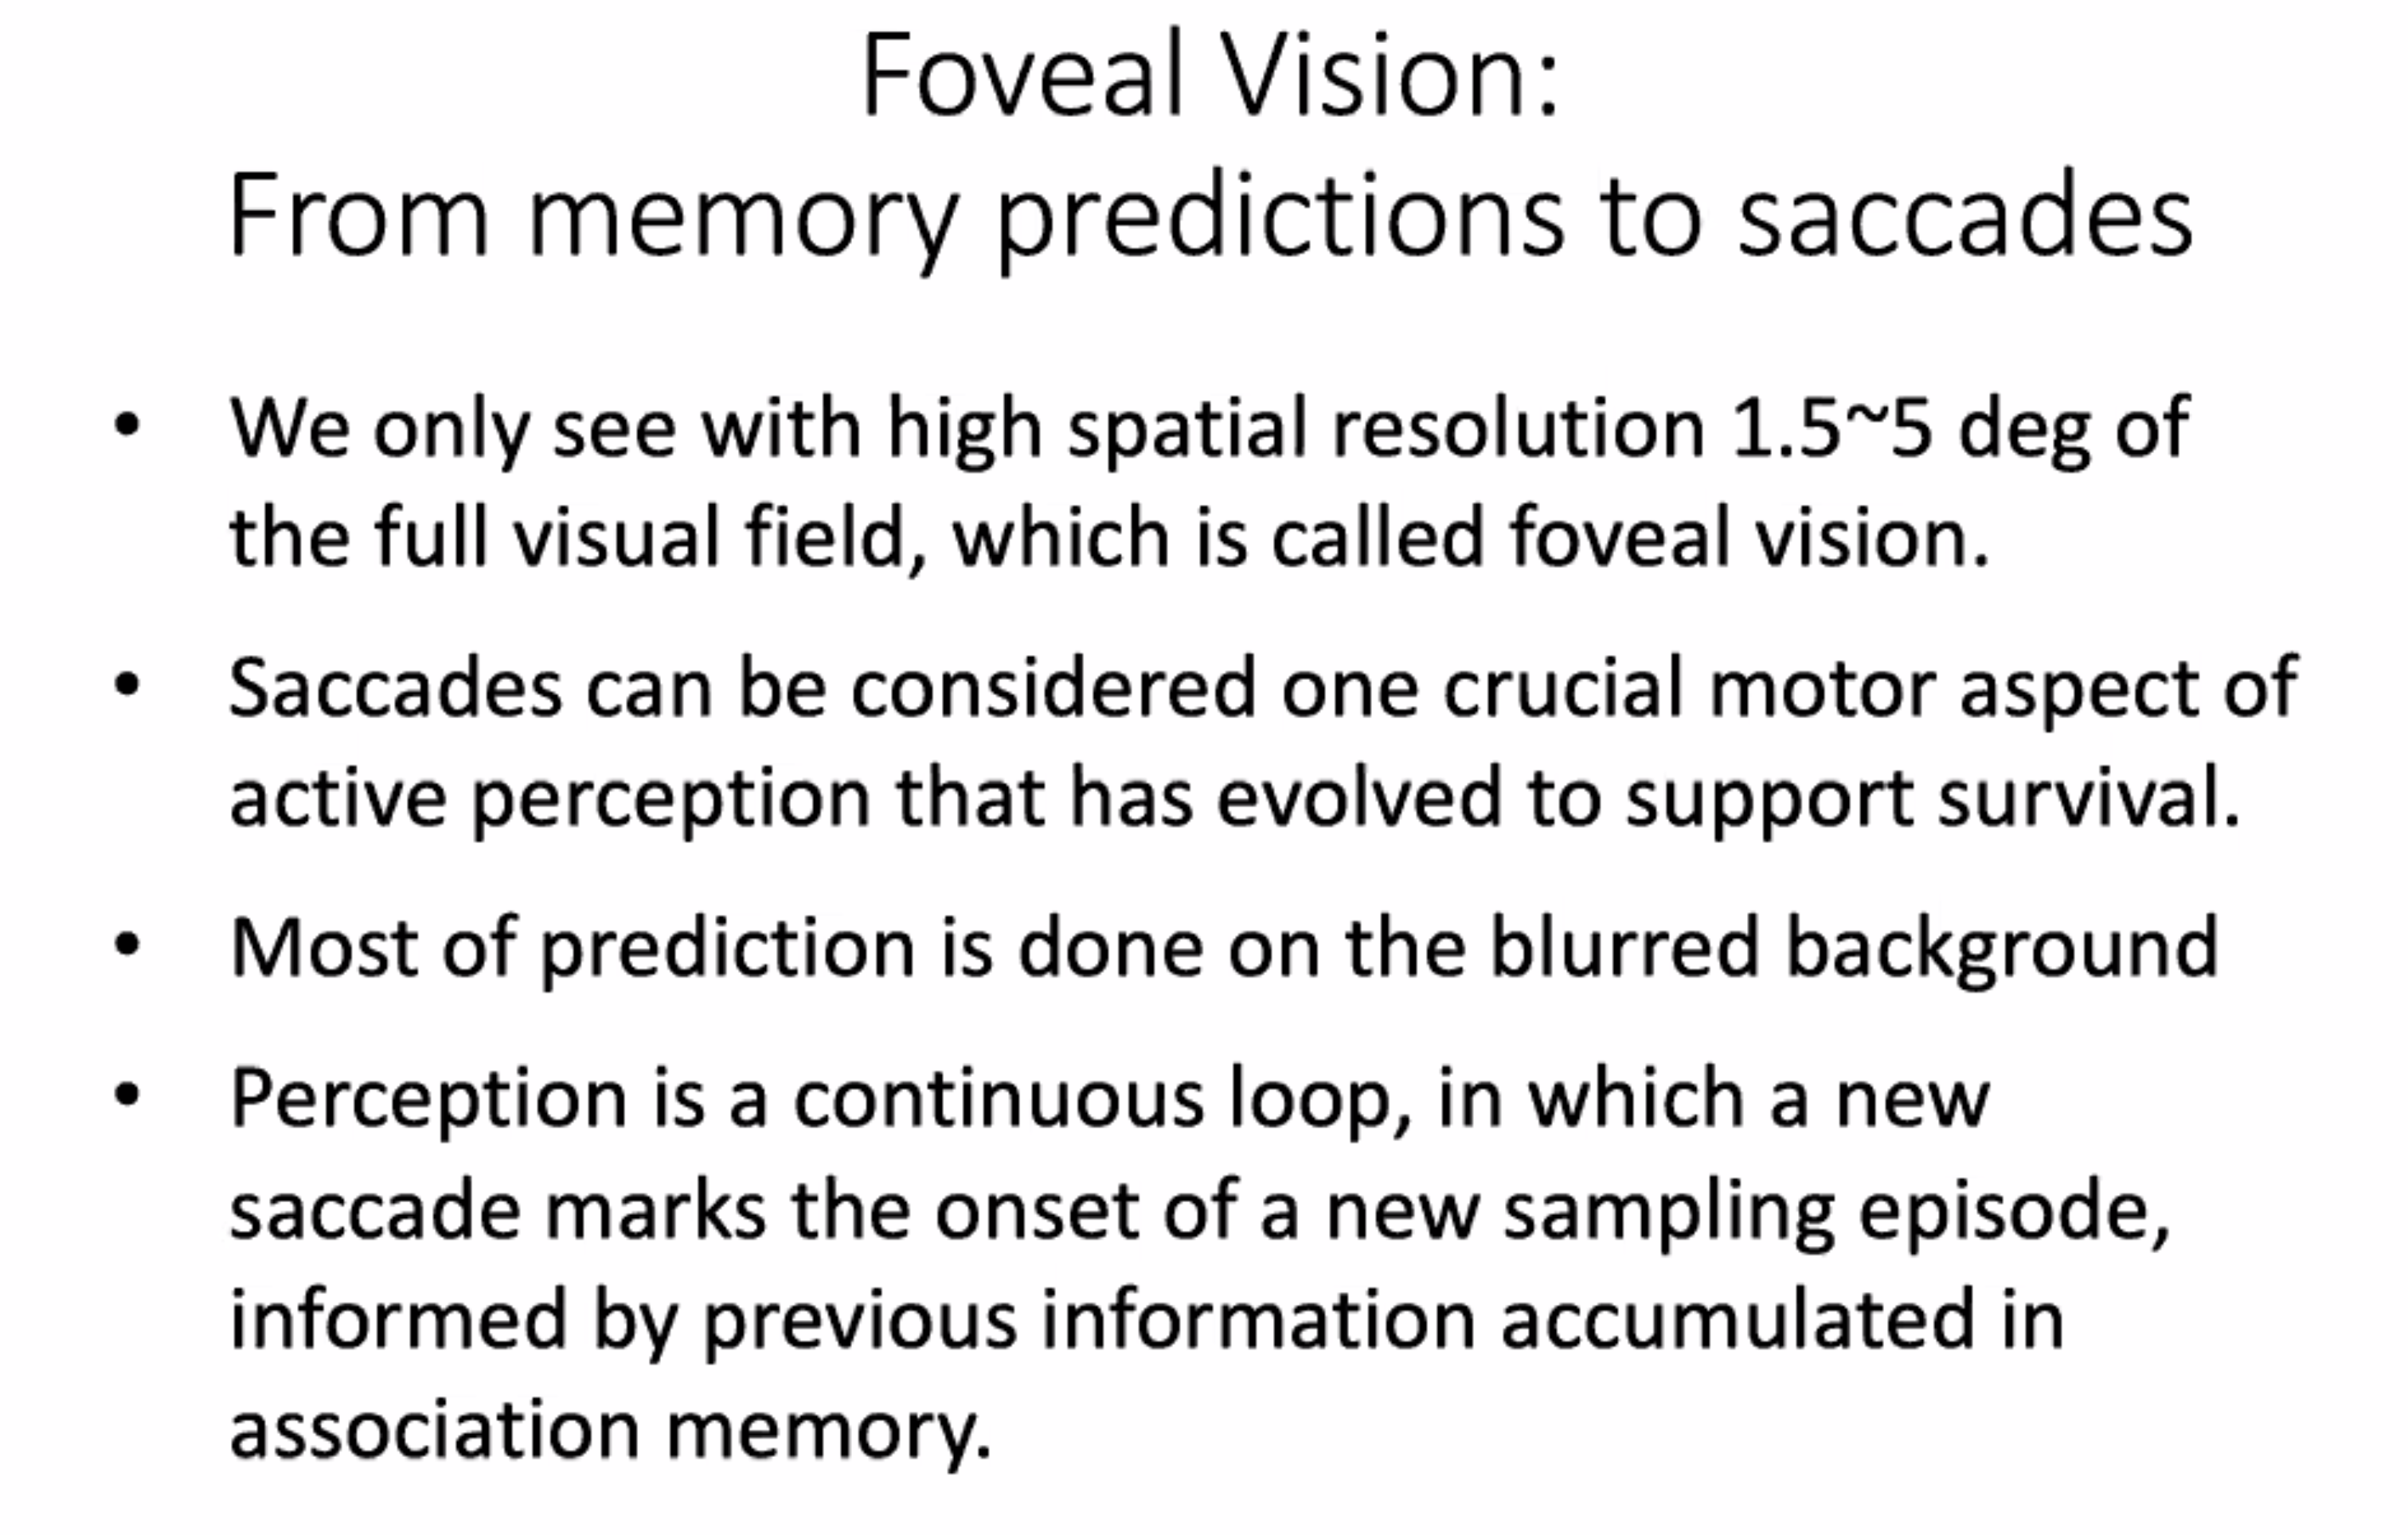 Foveal Vision:
From memory predictions to saccades
• We only see with high spatial resolution 1.5~5 deg of
the full visual field, which is called foveal vision.
• Saccades can be considered one crucial motor aspect of
active perception that has evolved to support survival.
• Most of prediction is done on the blurred background
• Perception is a continuous loop, in which a new
saccade marks the onset of a new sampling episode,
informed by previous information accumulated in
association memory.